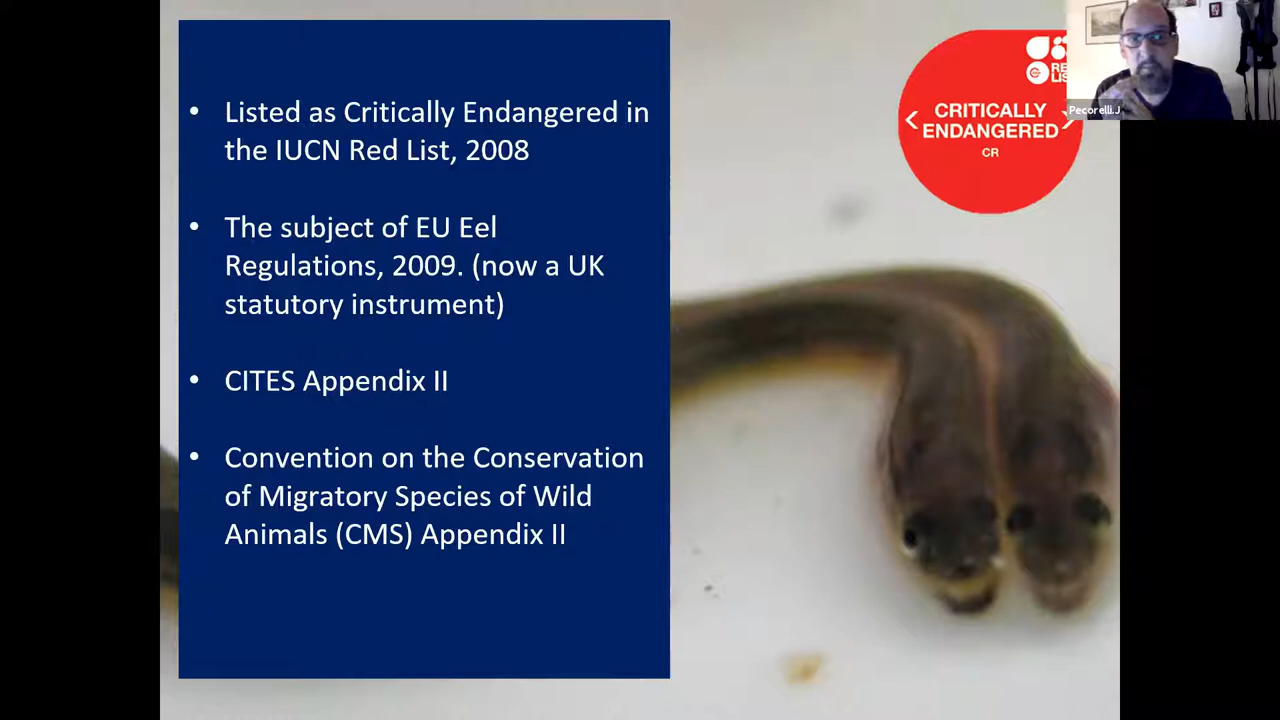 • Listed as Critically Endangered in
the IUCN Red List, 2008
• The subject of EU Eel
Regulations, 2009. (now a UK
statutory instrument)
• CITES Appendix II
• Convention on the Conservation
of Migratory Species of Wild
Animals (CMS) Appendix II
< CRITICALLY >
ENDANGERED
CR
Pecorelli.J